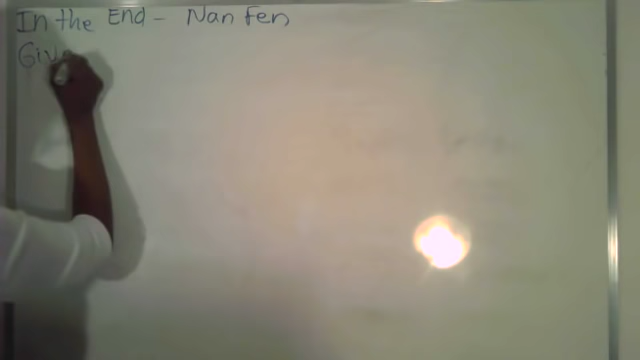 In the End - Nan Fen
Giv